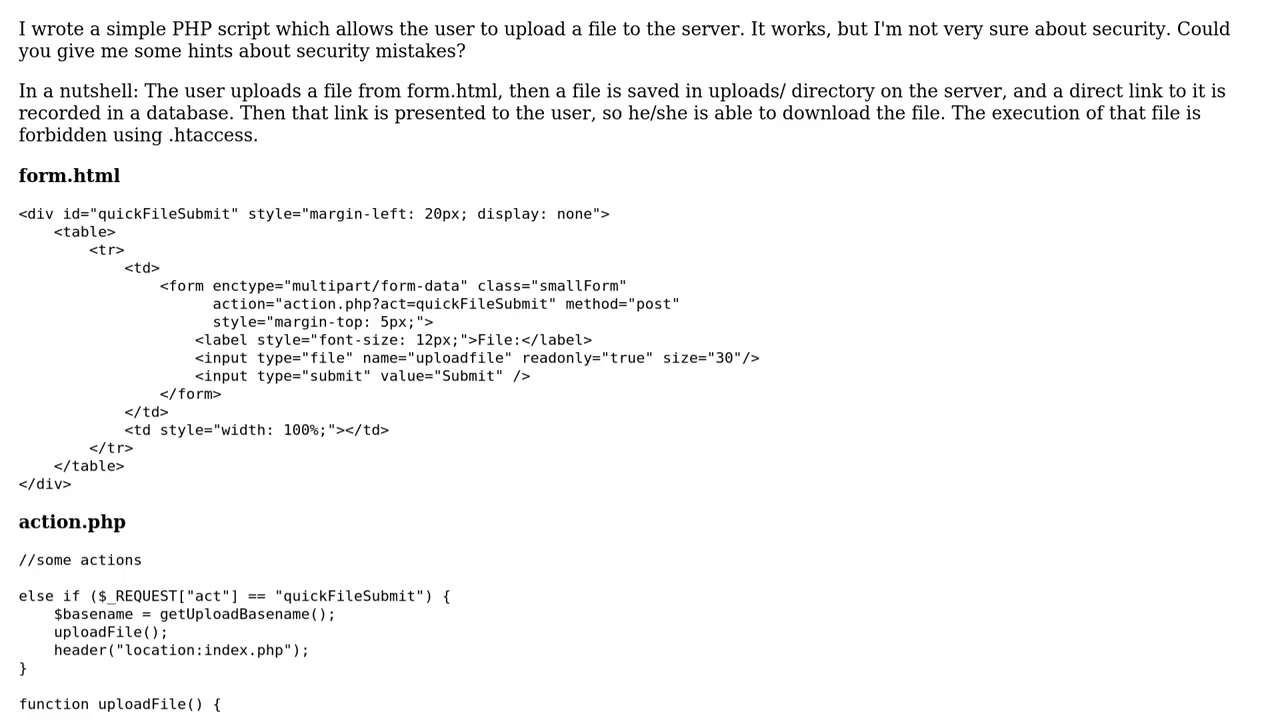 I wrote a simple PHP script which allows the user to upload a file to the server. It works, but I'm not very sure about security. Could
you give me some hints about security mistakes?
In a nutshell: The user uploads a file from form.html, then a file is saved in uploads/ directory on the server, and a direct link to it is
recorded in a database. Then that link is presented to the user, so he/she is able to download the file. The execution of that file is
forbidden using .htaccess.
form.html
<div id="quickFileSubmit" style="margin-left: 20px; display: none">
    <table>
        <tr>
            <td>
                <form enctype="multipart/form-data" class="smallForm"
                      action="action.php?act=quickFileSubmit" method="post"
                      style="margin-top: 5px;">
                    <label style="font-size: 12px;">File:</label>
                    <input type="file" name="uploadfile" readonly="true" size="30"/>
                    <input type="submit" value="Submit" />
                </form>
            </td>
            <td style="width: 100%;"></td>
        </tr>
    </table>
</div>
action.php
//some actions
else if ($_REQUEST["act"] == "quickFileSubmit") {
    $basename = getUploadBasename();
    uploadFile();
    header("location:index.php");
}
function uploadFile() {